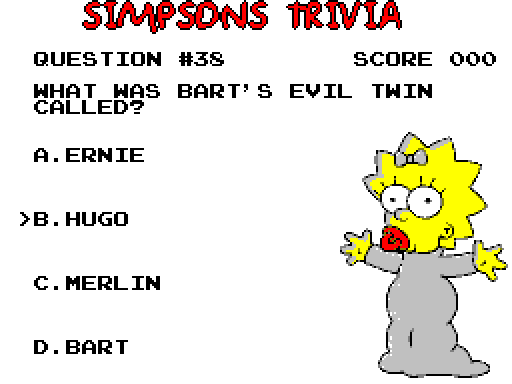 SIMPSONS TRIVIA
QUESTION #38 SCORE 000
WHAT WAS BART'S EVIL TWIN
CALLED?
A.ERNIE
>B.HUGO
C.MERLIN
D.BART